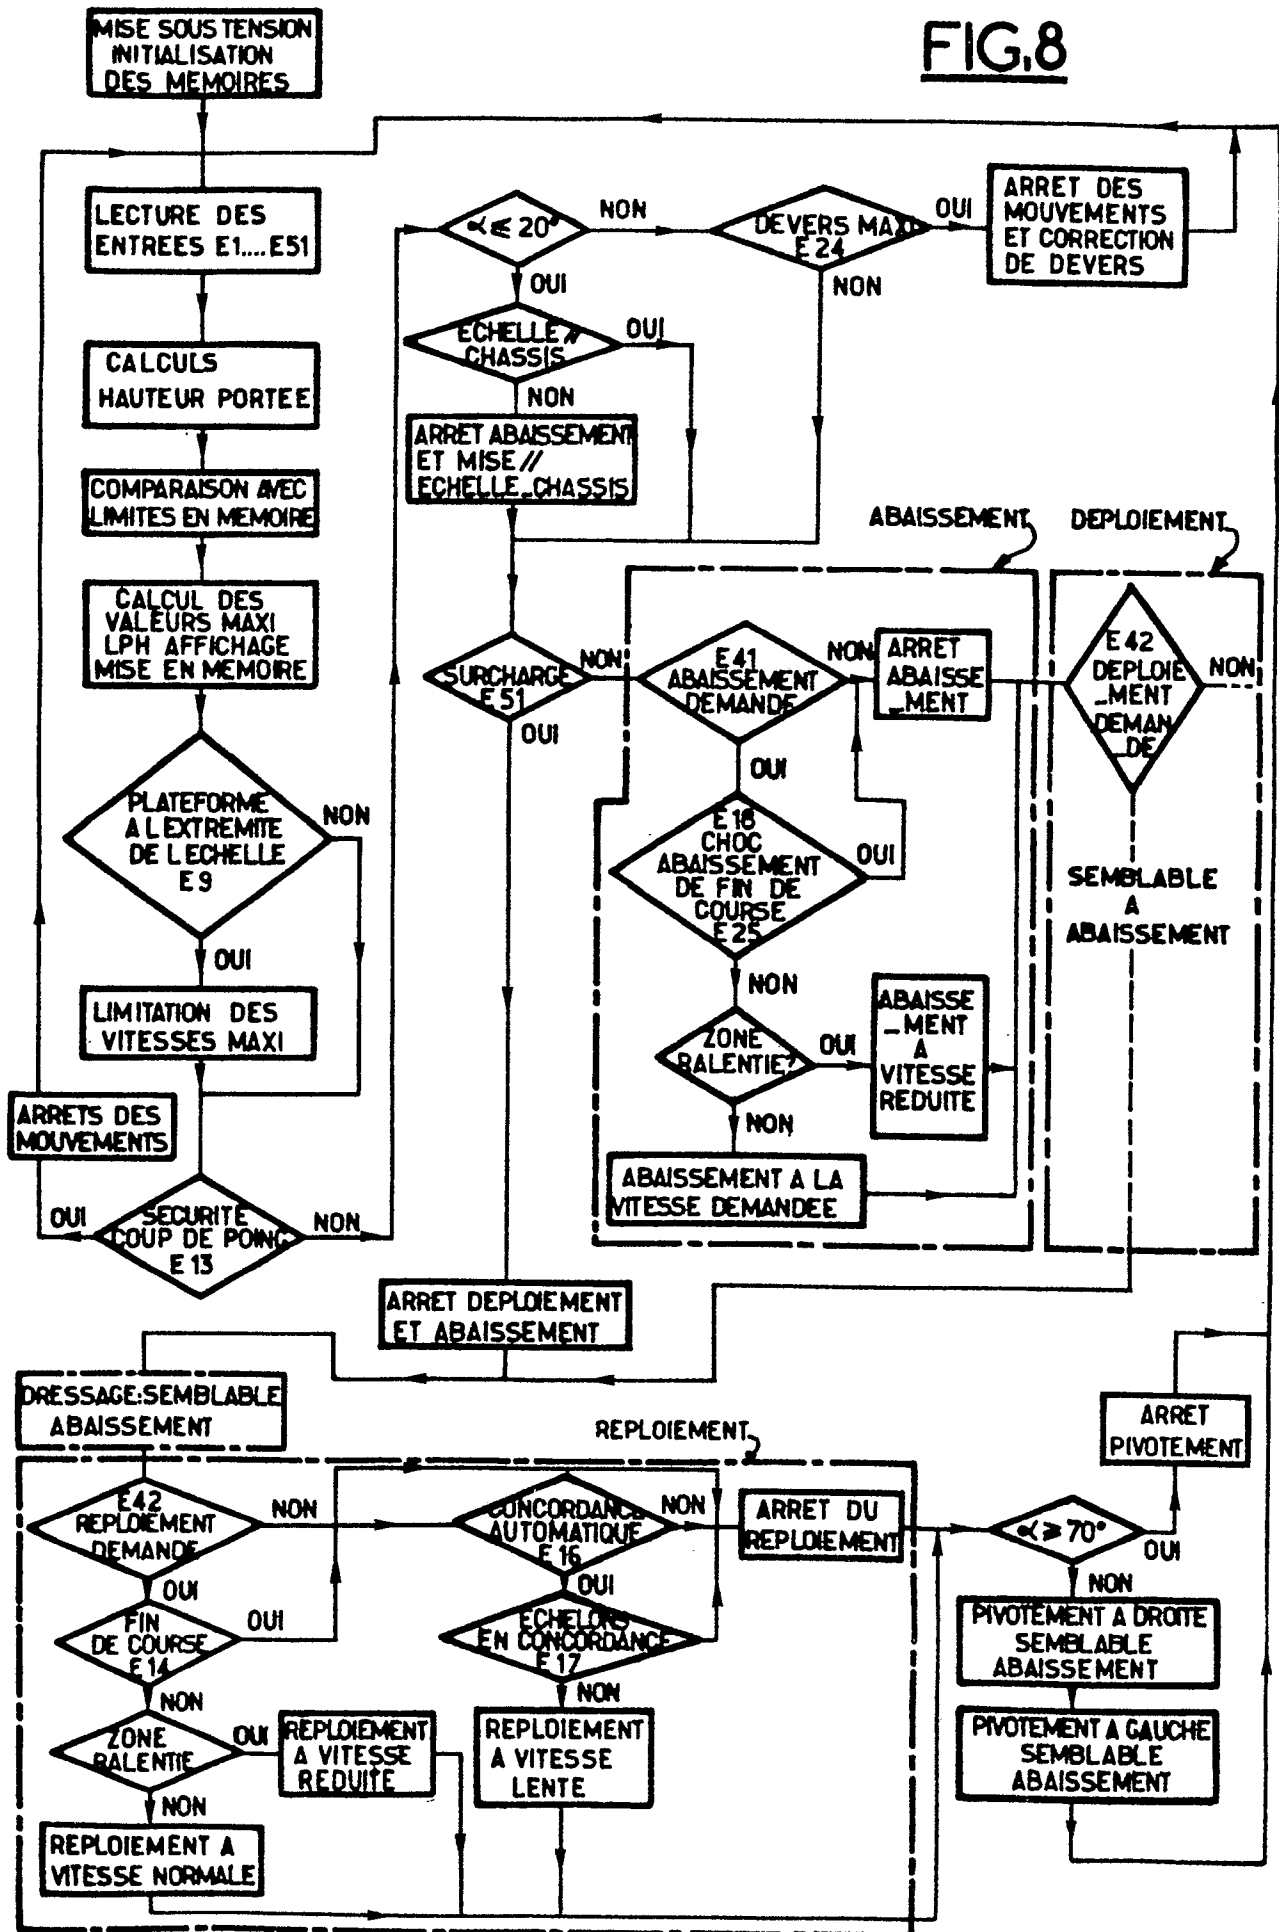 FIG.8
MISE SOUS TENSION
INITIALISATION
DES MEMOIRES
LECTURE DES
ENTREES E1....E51
CALCULS
HAUTEUR PORTEE
COMPARAISON AVEC
LIMITES EN MEMOIRE
CALCUL DES
VALEURS MAXI
LPH AFFICHAGE
MISE EN MEMOIRE
PLATEFORME
A L EXTREMITE
DE L ECHELLE
E 9
NON
OUI
LIMITATION DES
VITESSES MAXI
ARRETS DES
MOUVEMENTS
SECURITE
COUP DE POING
E 13
OUI
NON
α ≤ 20°
NON
OUI
DEVERS MAXI
E 24
OUI
NON
ARRET DES
MOUVEMENTS
ET CORRECTION
DE DEVERS
ECHELLE //
CHASSIS
OUI
NON
ARRET ABAISSEMENT
ET MISE //
ECHELLE_CHASSIS
SURCHARGE
E 51
NON
OUI
ABAISSEMENT
E 41
ABAISSEMENT
DEMANDE
NON
OUI
ARRET
ABAISSE
_MENT
E 18
CHOC
ABAISSEMENT
DE FIN DE
COURSE
E 25
OUI
NON
ZONE
RALENTIE?
OUI
NON
ABAISSE
_MENT
A
VITESSE
REDUITE
ABAISSEMENT A LA
VITESSE DEMANDEE
DEPLOIEMENT
E 42
DEPLOIE
_MENT
DEMAN
_DE
NON
SEMBLABLE
A
ABAISSEMENT
ARRET DEPLOIEMENT
ET ABAISSEMENT
DRESSAGE:SEMBLABLE
ABAISSEMENT
REPLOIEMENT
E42
REPLOIEMENT
DEMANDE
NON
OUI
FIN
DE COURSE
E 14
OUI
NON
ZONE
RALENTIE
OUI
NON
REPLOIEMENT
A VITESSE
REDUITE
REPLOIEMENT A
VITESSE NORMALE
CONCORDANCE
AUTOMATIQUE
E 16
NON
OUI
ECHELONS
EN CONCORDANCE
E 17
NON
REPLOIEMENT
A VITESSE
LENTE
ARRET DU
REPLOIEMENT
α ≥ 70°
OUI
NON
ARRET
PIVOTEMENT
PIVOTEMENT A DROITE
SEMBLABLE
ABAISSEMENT
PIVOTEMENT A GAUCHE
SEMBLABLE
ABAISSEMENT